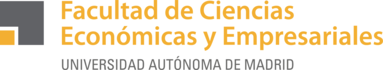 Facultad de Ciencias
Económicas y Empresariales
UNIVERSIDAD AUTÓNOMA DE MADRID